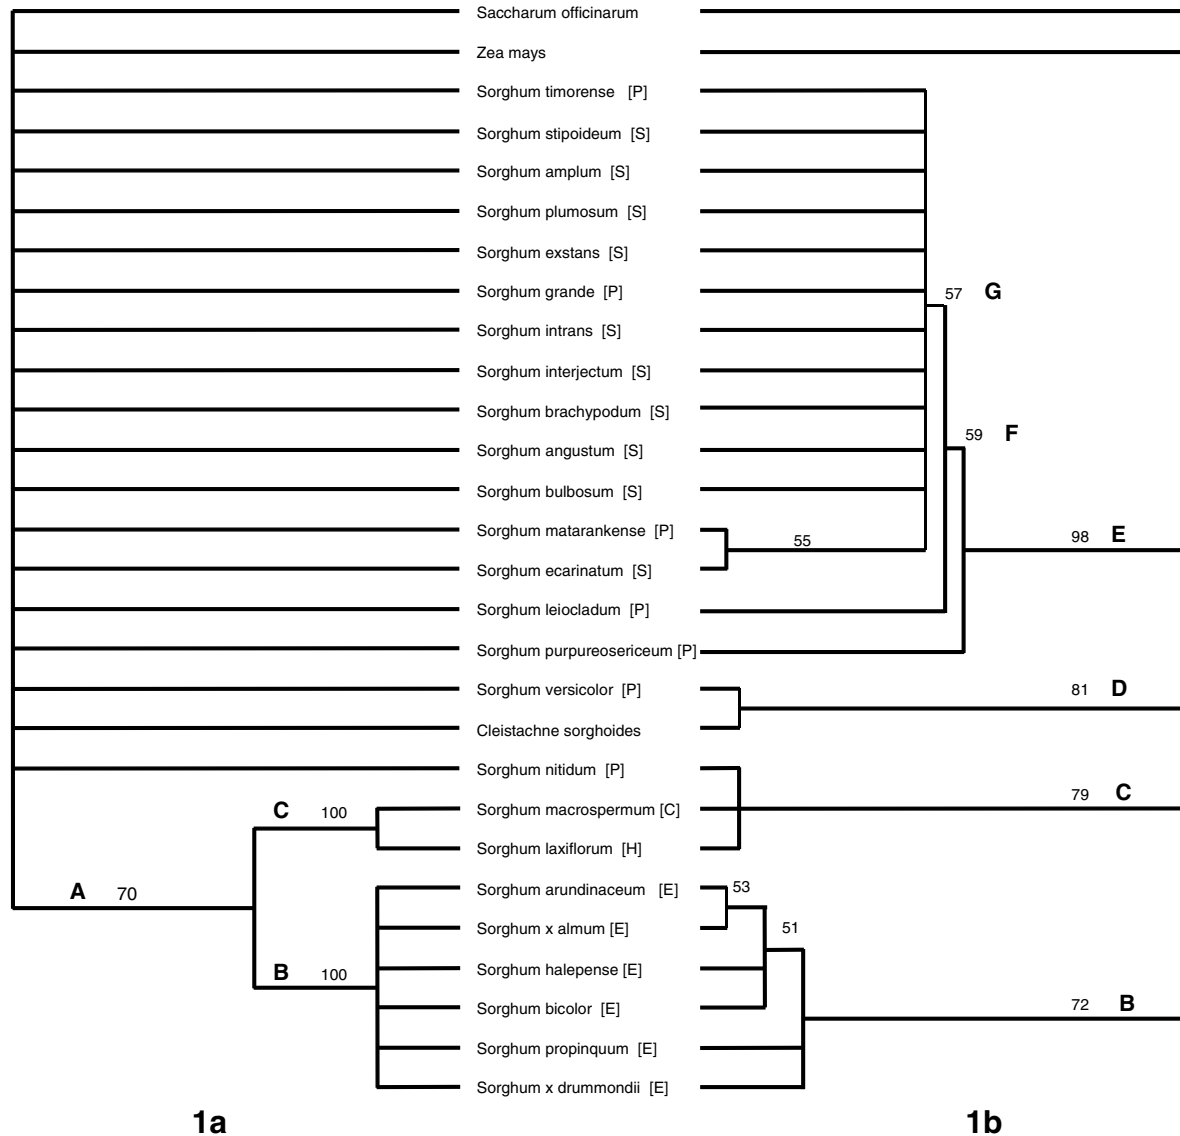 Saccharum officinarum
Zea mays
Sorghum timorense [P]
Sorghum stipoideum [S]
Sorghum amplum [S]
Sorghum plumosum [S]
Sorghum exstans [S]
Sorghum grande [P]
57 G
Sorghum intrans [S]
Sorghum interjectum [S]
Sorghum brachypodum [S]
59 F
Sorghum angustum [S]
Sorghum bulbosum [S]
Sorghum matarankense [P]
55
98 E
Sorghum ecarinatum [S]
Sorghum leiocladum [P]
Sorghum purpureosericeum [P]
Sorghum versicolor [P]
81 D
Cleistachne sorghoides
Sorghum nitidum [P]
C 100
Sorghum macrospermum [C]
79 C
Sorghum laxiflorum [H]
A 70
Sorghum arundinaceum [E]
53
Sorghum x almum [E]
51
B 100
Sorghum halepense [E]
Sorghum bicolor [E]
72 B
Sorghum propinquum [E]
Sorghum x drummondii [E]
1a
1b